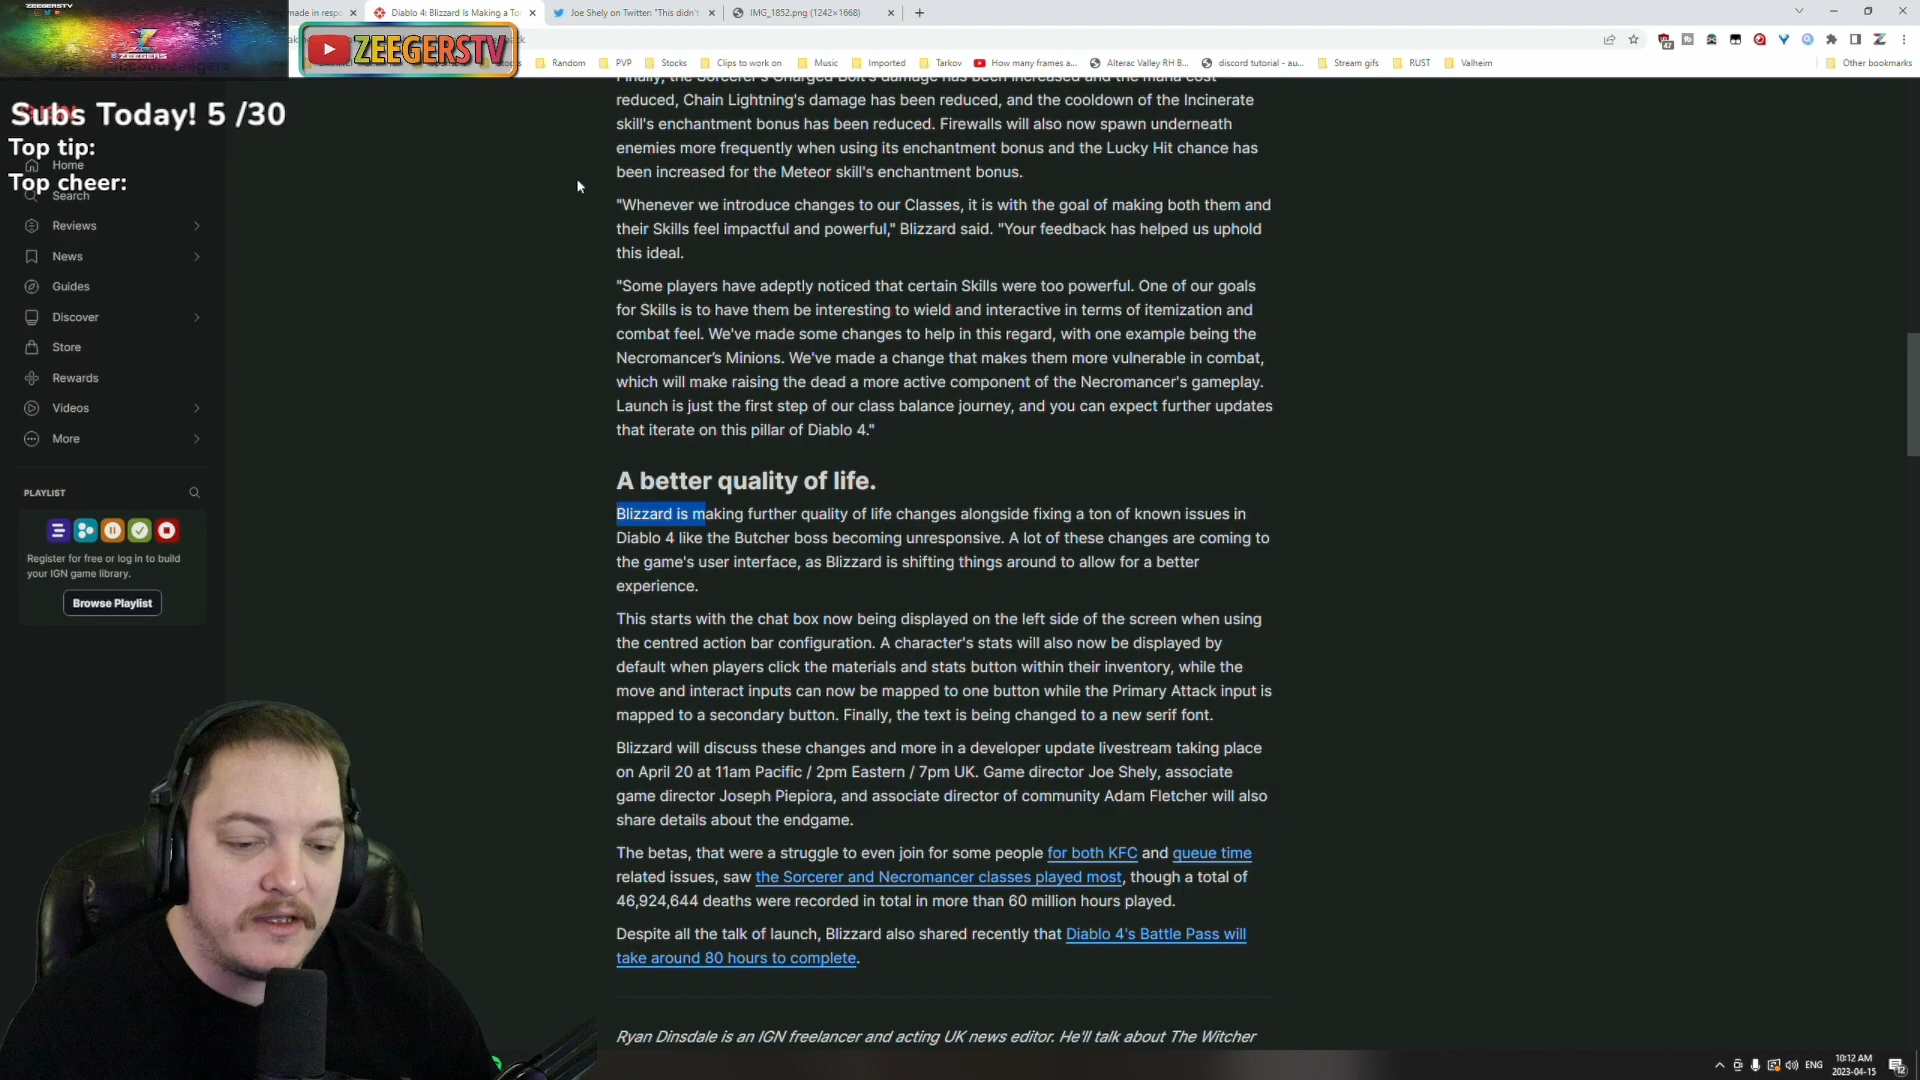 ZEEGERSTV
made in resp
Diablo 4: Blizzard Is Making a To
Joe Shely on Twitter: "This didn't
IMG_1852.png (1242×1668)
ZEEGERS
ZEEGERSTV
Random
PVP
Stocks
Clips to work on
Music
Imported
Tarkov
How many frames a...
Alterac Valley RH B...
discord tutorial - au...
Stream gifs
RUST
Valheim
Other bookmarks
Subs Today! 5 /30
Top tip:
Top cheer:
Home
Search
Reviews
News
Guides
Discover
Store
Rewards
Videos
More
PLAYLIST
Register for free or log in to build
your IGN game library.
Browse Playlist
Finally, the Sorcerer's Charged Bolt's damage has been increased and the mana cost
reduced, Chain Lightning's damage has been reduced, and the cooldown of the Incinerate
skill's enchantment bonus has been reduced. Firewalls will also now spawn underneath
enemies more frequently when using its enchantment bonus and the Lucky Hit chance has
been increased for the Meteor skill's enchantment bonus.
"Whenever we introduce changes to our Classes, it is with the goal of making both them and
their Skills feel impactful and powerful," Blizzard said. "Your feedback has helped us uphold
this ideal.
"Some players have adeptly noticed that certain Skills were too powerful. One of our goals
for Skills is to have them be interesting to wield and interactive in terms of itemization and
combat feel. We've made some changes to help in this regard, with one example being the
Necromancer's Minions. We've made a change that makes them more vulnerable in combat,
which will make raising the dead a more active component of the Necromancer's gameplay.
Launch is just the first step of our class balance journey, and you can expect further updates
that iterate on this pillar of Diablo 4."
A better quality of life.
Blizzard is making further quality of life changes alongside fixing a ton of known issues in
Diablo 4 like the Butcher boss becoming unresponsive. A lot of these changes are coming to
the game's user interface, as Blizzard is shifting things around to allow for a better
experience.
This starts with the chat box now being displayed on the left side of the screen when using
the centred action bar configuration. A character's stats will also now be displayed by
default when players click the materials and stats button within their inventory, while the
move and interact inputs can now be mapped to one button while the Primary Attack input is
mapped to a secondary button. Finally, the text is being changed to a new serif font.
Blizzard will discuss these changes and more in a developer update livestream taking place
on April 20 at 11am Pacific / 2pm Eastern / 7pm UK. Game director Joe Shely, associate
game director Joseph Piepiora, and associate director of community Adam Fletcher will also
share details about the endgame.
The betas, that were a struggle to even join for some people for both KFC and queue time
related issues, saw the Sorcerer and Necromancer classes played most, though a total of
46,924,644 deaths were recorded in total in more than 60 million hours played.
Despite all the talk of launch, Blizzard also shared recently that Diablo 4's Battle Pass will
take around 80 hours to complete.
Ryan Dinsdale is an IGN freelancer and acting UK news editor. He'll talk about The Witcher
ENG
10:12 AM
2023-04-15